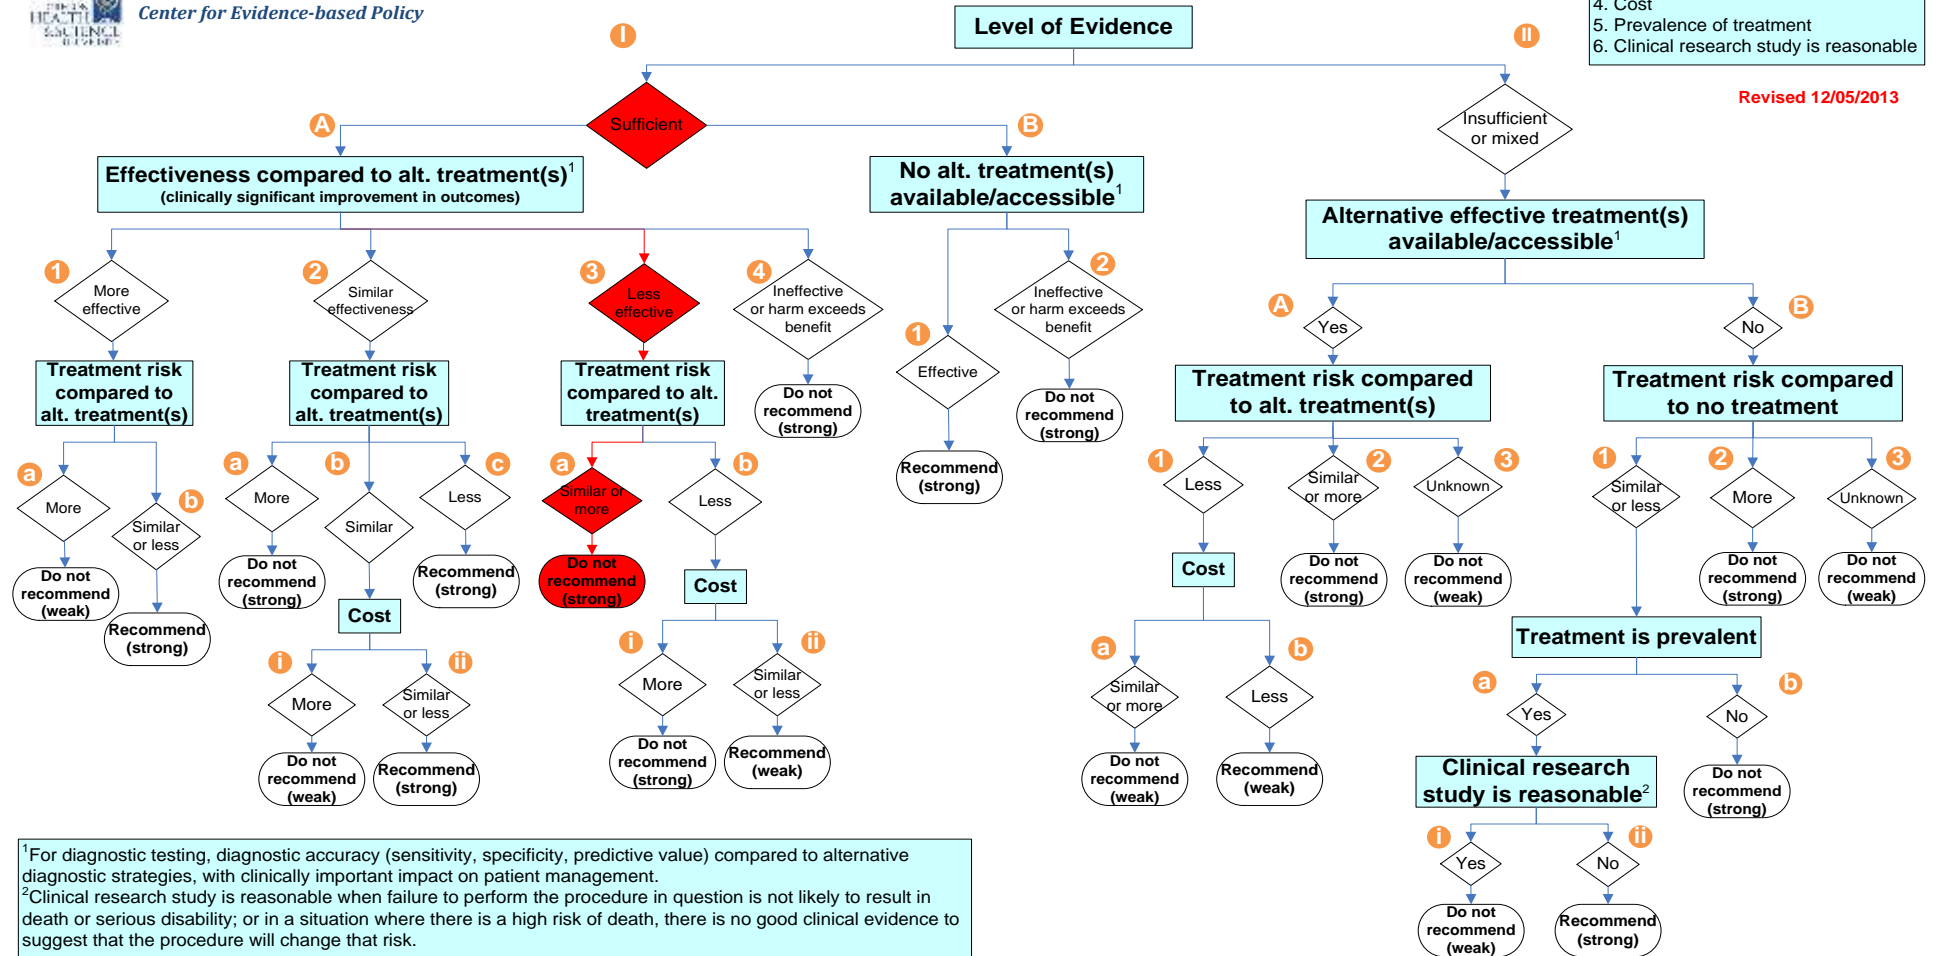 HEALTH
& SCIENCE
UNIVERSITY
Center for Evidence-based Policy
Level of Evidence
4. Cost
5. Prevalence of treatment
6. Clinical research study is reasonable
Revised 12/05/2013
I
II
Sufficient
Insufficient
or mixed
A
B
Effectiveness compared to alt. treatment(s)1
(clinically significant improvement in outcomes)
No alt. treatment(s)
available/accessible1
Alternative effective treatment(s)
available/accessible1
1
More
effective
2
Similar
effectiveness
3
Less
effective
4
Ineffective
or harm exceeds
benefit
Do not
recommend
(strong)
1
Effective
Recommend
(strong)
2
Ineffective
or harm exceeds
benefit
Do not
recommend
(strong)
A
Yes
B
No
Treatment risk
compared to
alt. treatment(s)
Treatment risk
compared to
alt. treatment(s)
Treatment risk
compared to alt.
treatment(s)
Treatment risk compared
to alt. treatment(s)
Treatment risk compared
to no treatment
a
More
Do not
recommend
(weak)
b
Similar
or less
Recommend
(strong)
a
More
Do not
recommend
(strong)
b
Similar
c
Less
Recommend
(strong)
Cost
i
More
Do not
recommend
(weak)
ii
Similar
or less
Recommend
(strong)
a
Similar or
more
Do not
recommend
(strong)
b
Less
Cost
i
More
Do not
recommend
(strong)
ii
Similar
or less
Recommend
(weak)
1
Less
Cost
a
Similar
or more
Do not
recommend
(weak)
b
Less
Recommend
(weak)
2
Similar
or more
Do not
recommend
(strong)
3
Unknown
Do not
recommend
(weak)
1
Similar
or less
2
More
Do not
recommend
(strong)
3
Unknown
Do not
recommend
(weak)
Treatment is prevalent
a
Yes
b
No
Do not
recommend
(strong)
Clinical research
study is reasonable2
i
Yes
Do not
recommend
(weak)
ii
No
Recommend
(strong)
1For diagnostic testing, diagnostic accuracy (sensitivity, specificity, predictive value) compared to alternative
diagnostic strategies, with clinically important impact on patient management.
2Clinical research study is reasonable when failure to perform the procedure in question is not likely to result in
death or serious disability; or in a situation where there is a high risk of death, there is no good clinical evidence to
suggest that the procedure will change that risk.